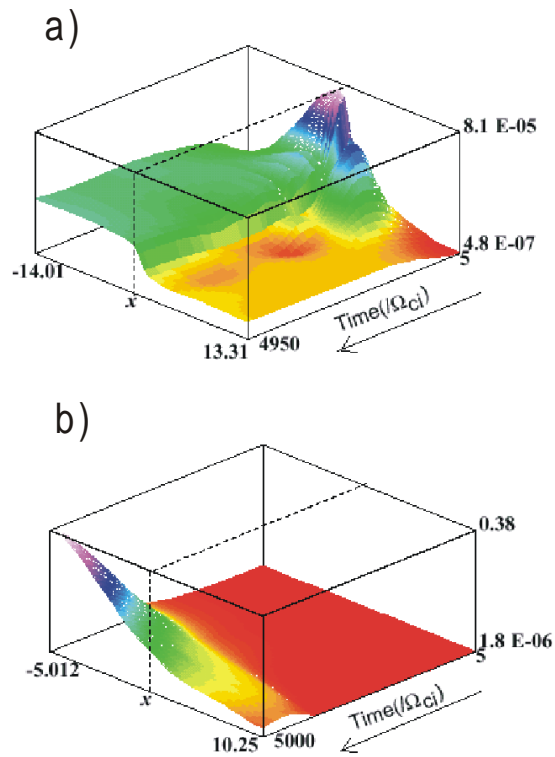 a)
8.1 E-05
4.8 E-07
5
-14.01
x
13.31
4950
Time(/Ωci)
b)
0.38
1.8 E-06
5
-5.012
x
10.25
5000
Time(/Ωci)